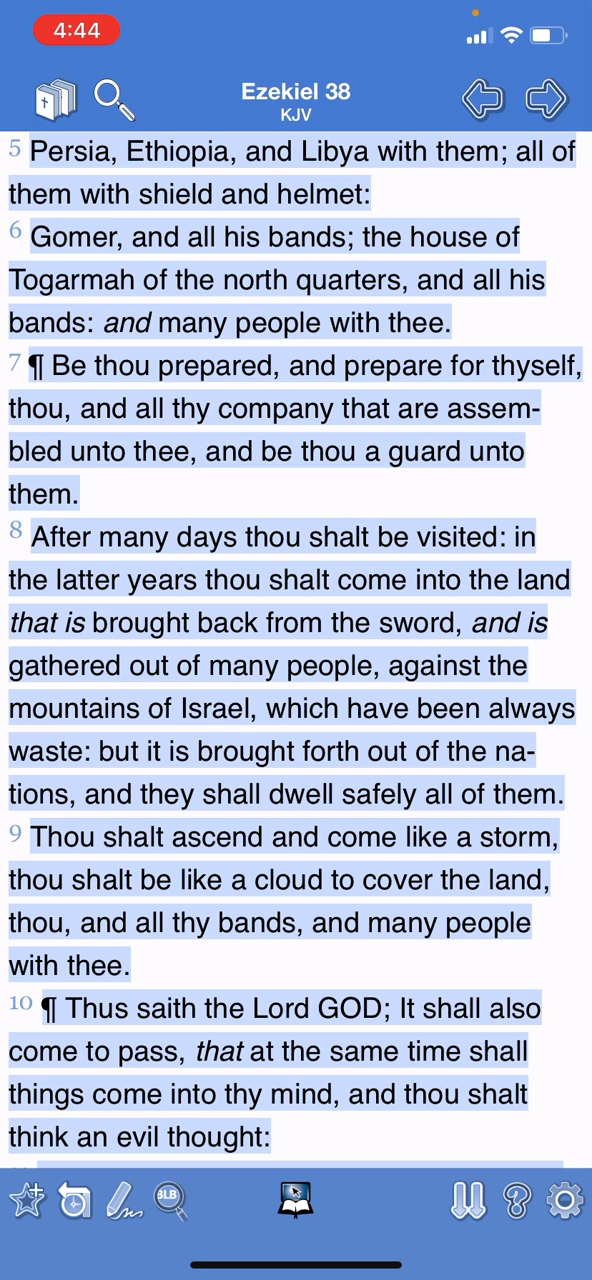 4:44
Ezekiel 38
KJV
5 Persia, Ethiopia, and Libya with them; all of
them with shield and helmet:
6 Gomer, and all his bands; the house of
Togarmah of the north quarters, and all his
bands: and many people with thee.
7 ¶ Be thou prepared, and prepare for thyself,
thou, and all thy company that are assem-
bled unto thee, and be thou a guard unto
them.
8 After many days thou shalt be visited: in
the latter years thou shalt come into the land
that is brought back from the sword, and is
gathered out of many people, against the
mountains of Israel, which have been always
waste: but it is brought forth out of the na-
tions, and they shall dwell safely all of them.
9 Thou shalt ascend and come like a storm,
thou shalt be like a cloud to cover the land,
thou, and all thy bands, and many people
with thee.
10 ¶ Thus saith the Lord GOD; It shall also
come to pass, that at the same time shall
things come into thy mind, and thou shalt
think an evil thought:
BLB